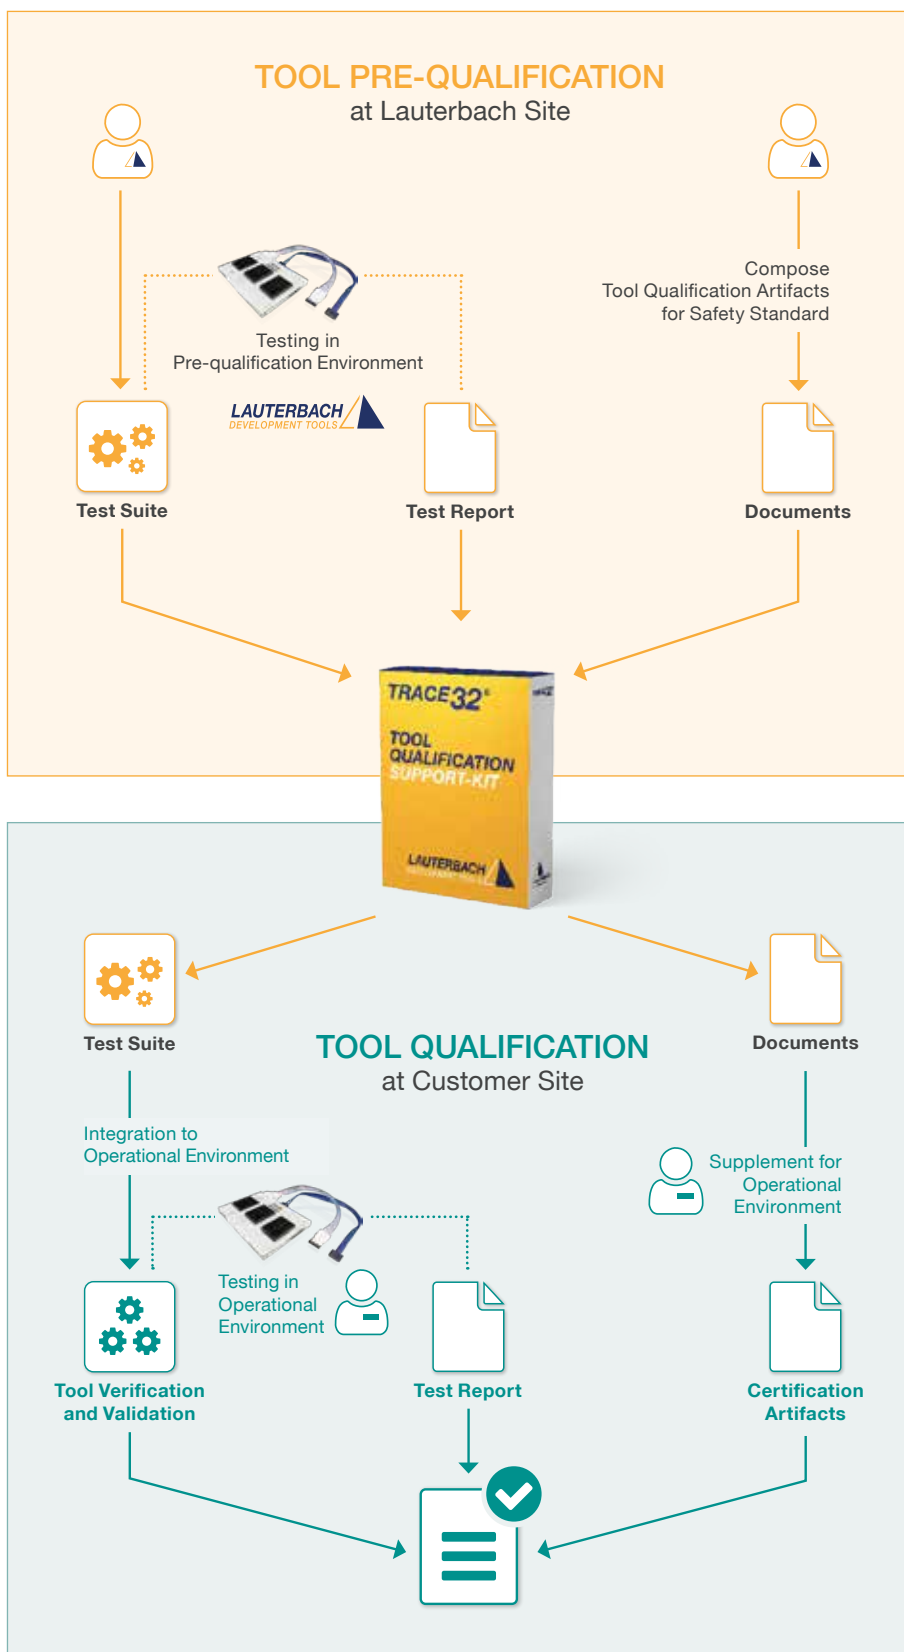 TOOL PRE-QUALIFICATION
at Lauterbach Site
Compose
Tool Qualification Artifacts
for Safety Standard
Testing in
Pre-qualification Environment
LAUTERBACH
DEVELOPMENT TOOLS
Test Suite
Test Report
Documents
TRACE32®
TOOL
QUALIFICATION
SUPPORT-KIT
LAUTERBACH
DEVELOPMENT TOOLS
Test Suite
Documents
TOOL QUALIFICATION
at Customer Site
Integration to
Operational Environment
Supplement for
Operational
Environment
Testing in
Operational
Environment
Tool Verification
and Validation
Test Report
Certification
Artifacts